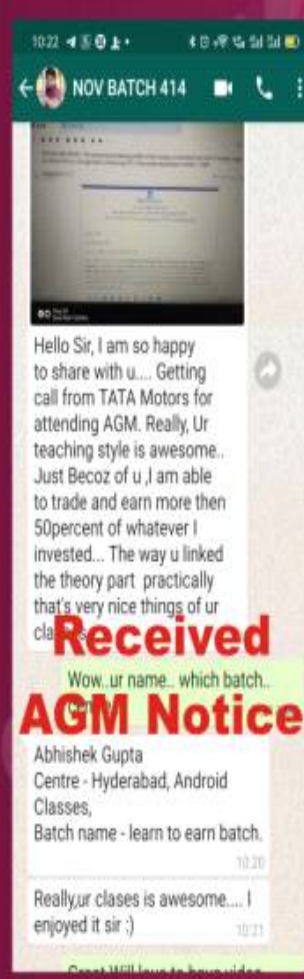 10:22
NOV BATCH 414
Hello Sir, I am so happy
to share with u.... Getting
call from TATA Motors for
attending AGM. Really, Ur
teaching style is awesome..
Just Becoz of u ,I am able
to trade and earn more then
50percent of whatever I
invested... The way u linked
the theory part practically
that's very nice things of ur
Received
Wow..ur name.. which batch..
AGM Notice
Abhishek Gupta
Centre - Hyderabad, Android
Classes,
Batch name - learn to earn batch.
10:20
Really,ur clases is awesome.... I
enjoyed it sir :)
10:21